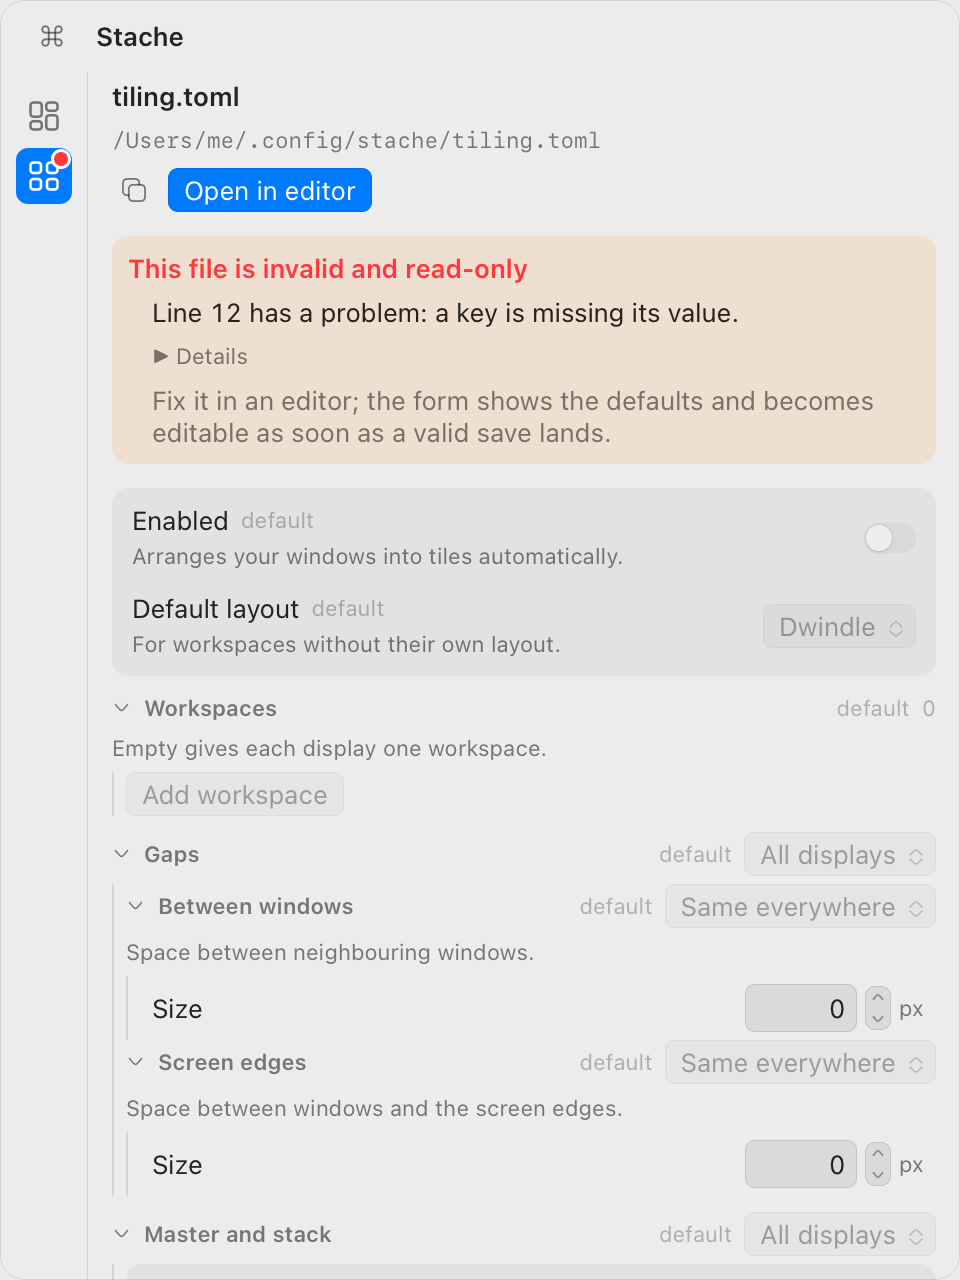 Stache
tiling.toml
/Users/me/.config/stache/tiling.toml
Open in editor
This file is invalid and read-only
Line 12 has a problem: a key is missing its value.
Details
Fix it in an editor; the form shows the defaults and becomes
editable as soon as a valid save lands.
Enabled default
Arranges your windows into tiles automatically.
Default layout default
Dwindle
For workspaces without their own layout.
Workspaces default 0
Empty gives each display one workspace.
Add workspace
Gaps default All displays
Between windows default Same everywhere
Space between neighbouring windows.
Size 0 px
Screen edges default Same everywhere
Space between windows and the screen edges.
Size 0 px
Master and stack default All displays